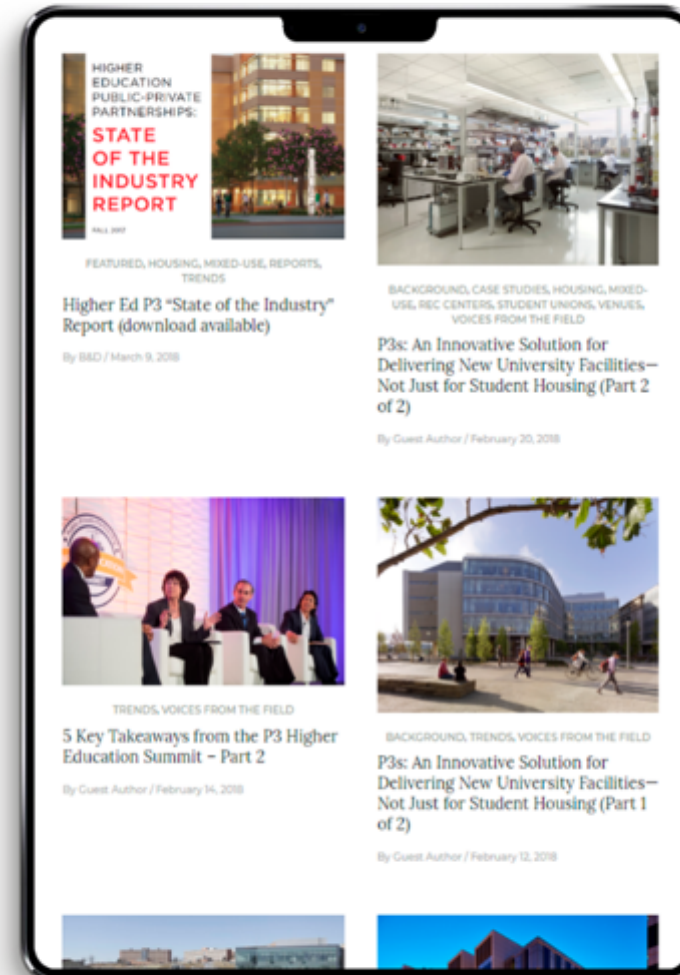 HIGHER
EDUCATION
PUBLIC-PRIVATE
PARTNERSHIPS:
STATE
OF THE
INDUSTRY
REPORT
FALL 2017
FEATURED, HOUSING, MIXED-USE, REPORTS,
TRENDS
Higher Ed P3 “State of the Industry”
Report (download available)
By B&D / March 9, 2018
BACKGROUND, CASE STUDIES, HOUSING, MIXED-
USE, REC CENTERS, STUDENT UNIONS, VENUES,
VOICES FROM THE FIELD
P3s: An Innovative Solution for
Delivering New University Facilities—
Not Just for Student Housing (Part 2
of 2)
By Guest Author / February 20, 2018
TRENDS, VOICES FROM THE FIELD
5 Key Takeaways from the P3 Higher
Education Summit – Part 2
By Guest Author / February 14, 2018
BACKGROUND, TRENDS, VOICES FROM THE FIELD
P3s: An Innovative Solution for
Delivering New University Facilities—
Not Just for Student Housing (Part 1
of 2)
By Guest Author / February 12, 2018